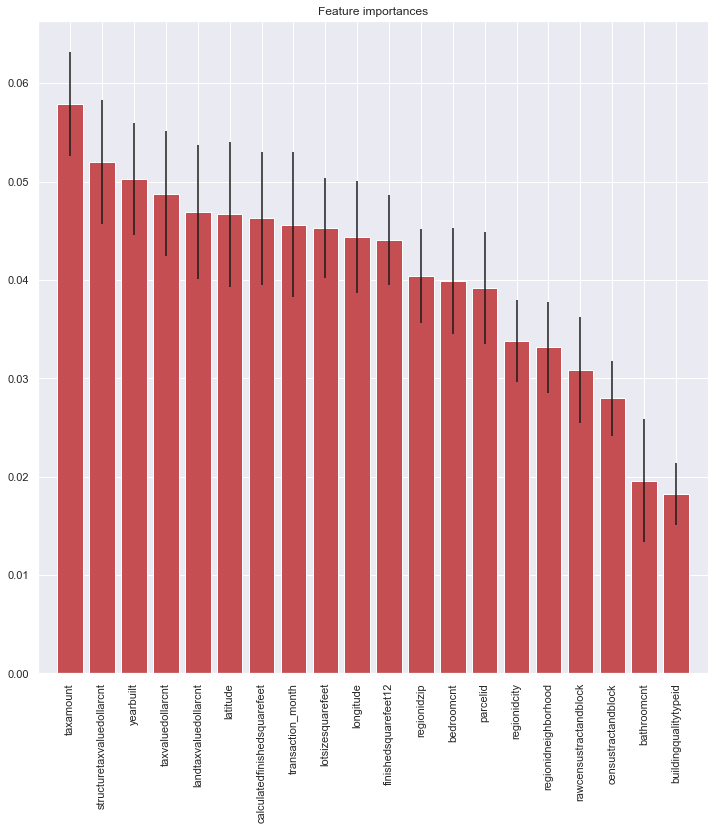 Feature importances
0.06
0.05
0.04
0.03
0.02
0.01
0.00
taxamount
structuretaxvaluedollarcnt
yearbuilt
taxvaluedollarcnt
landtaxvaluedollarcnt
latitude
calculatedfinishedsquarefeet
transaction_month
lotsizesquarefeet
longitude
finishedsquarefeet12
regionidzip
bedroomcnt
parcelid
regionidcity
regionidneighborhood
rawcensustractandblock
censustractandblock
bathroomcnt
buildingqualitytypeid